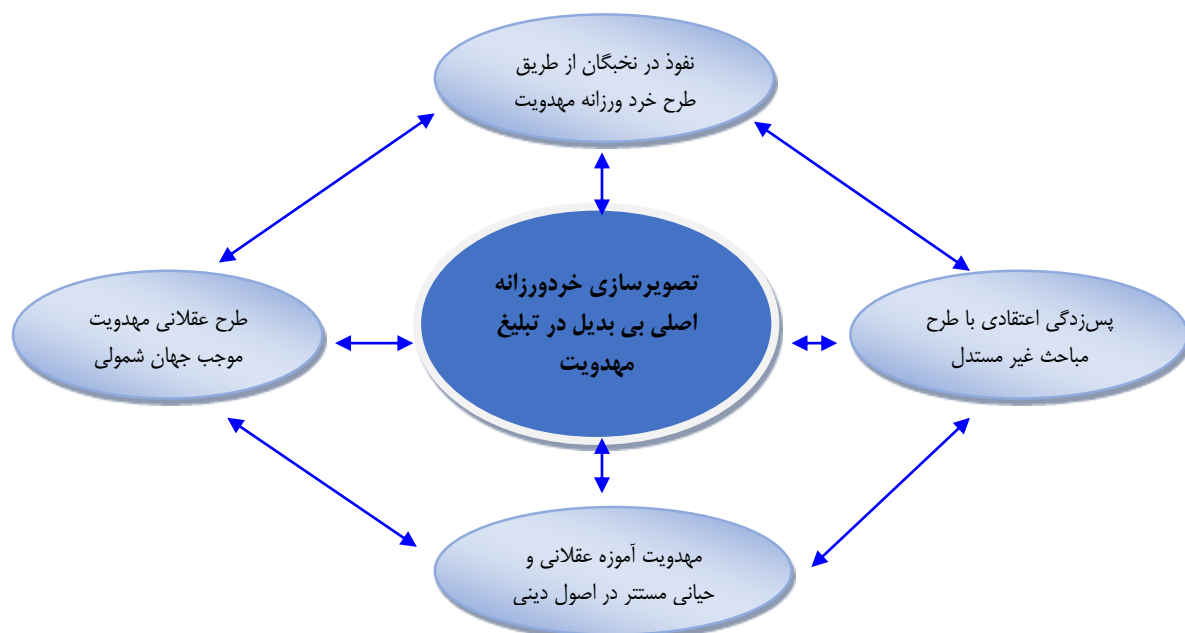 نفوذ در نخبگان از طریق
طرح خرد ورزانه مهدویت
تصویرسازی خردورزانه
اصلی بی بدیل در تبلیغ
مهدویت
پس‌زدگی اعتقادی با طرح
مباحث غیر مستدل
طرح عقلانی مهدویت
موجب جهان شمولی
مهدویت آموزه عقلانی و
حیانی مستتر در اصول دینی